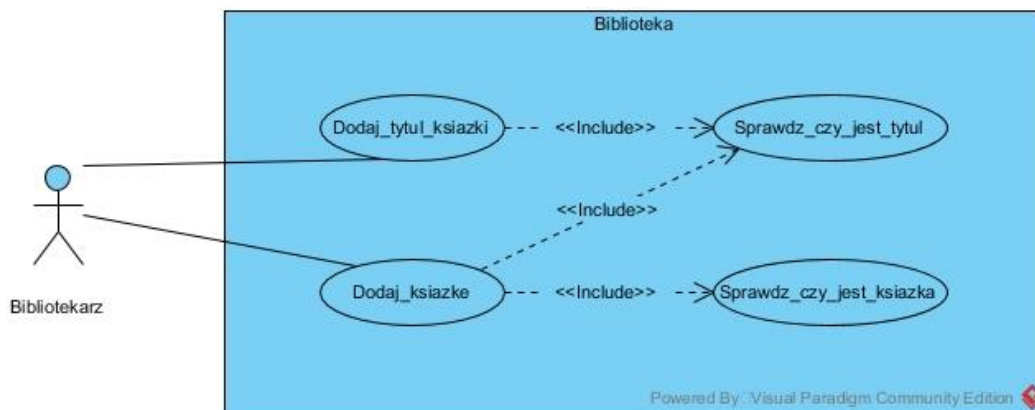 Biblioteka
Dodaj_tytul_ksiazki
<<Include>>
Sprawdz_czy_jest_tytul
<<Include>>
Bibliotekarz
Dodaj_ksiazke
<<Include>>
Sprawdz_czy_jest_ksiazka
Powered By Visual Paradigm Community Edition